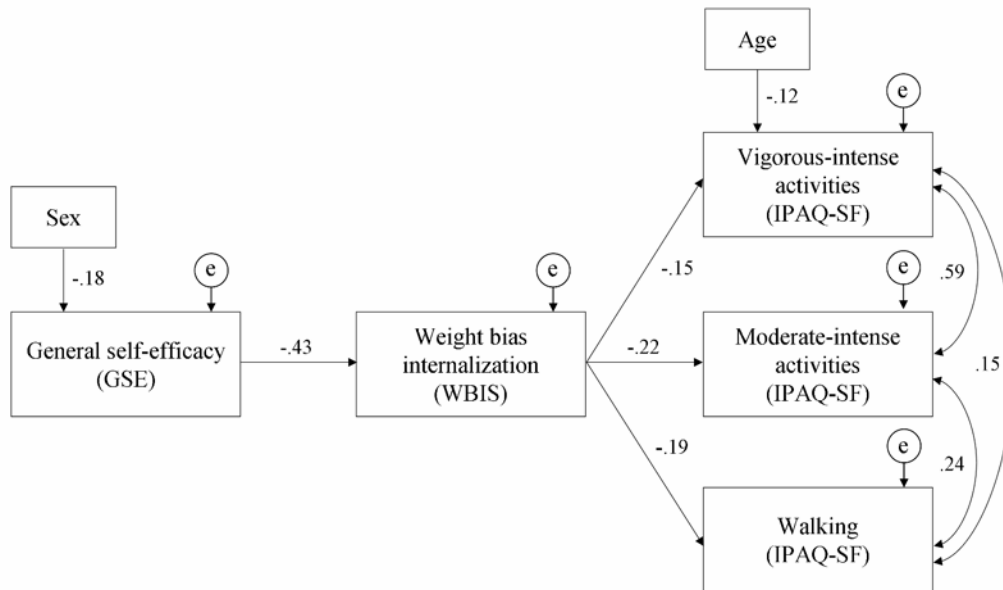 Age
-.12
e
Vigorous-intense
activities
(IPAQ-SF)
Sex
-.18
e
e
-.15
e
.59
General self-efficacy
(GSE)
-.43
Weight bias
internalization
(WBIS)
-.22
Moderate-intense
activities
(IPAQ-SF)
.15
-.19
e
.24
Walking
(IPAQ-SF)